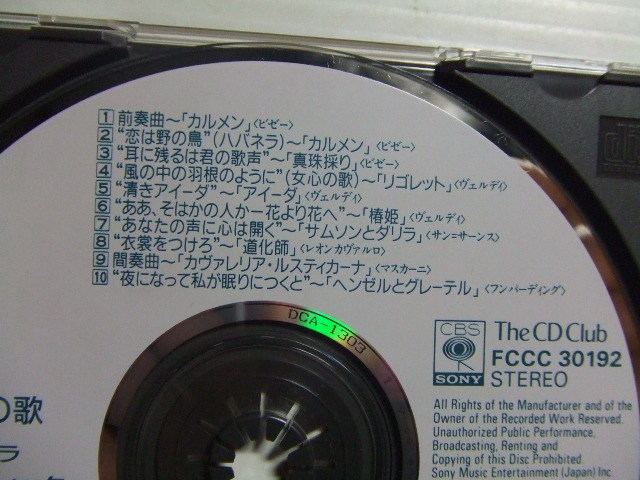 1 前奏曲～「カルメン」〈ビゼー〉
2 “恋は野の鳥”(ハバネラ)～「カルメン」〈ビゼー〉
3 “耳に残るは君の歌声”～「真珠採り」〈ビゼー〉
4 “風の中の羽根のように”(女心の歌)～「リゴレット」〈ヴェルディ〉
5 “清きアイーダ”～「アイーダ」〈ヴェルディ〉
6 “ああ、そはかの人かー花より花へ”～「椿姫」〈ヴェルディ〉
7 “あなたの声に心は開く”～「サムソンとダリラ」〈サン=サーンス〉
8 “衣裳をつけろ”～「道化師」〈レオンカヴァルロ〉
9 間奏曲～「カヴァレリア・ルスティカーナ」〈マスカーニ〉
10 “夜になって私が眠りにつくと”～「ヘンゼルとグレーテル」〈フンパーディング〉
DCA-1303 1
CBS
SONY
The CD Club
FCCC 30192
STEREO
の歌
ラ
All Rights of the Manufacturer and of the
Owner of the Recorded Work Reserved.
Unauthorized Public Performance,
Broadcasting, Renting and
Copying of this Disc Prohibited.
Sony Music Entertainment (Japan) Inc.